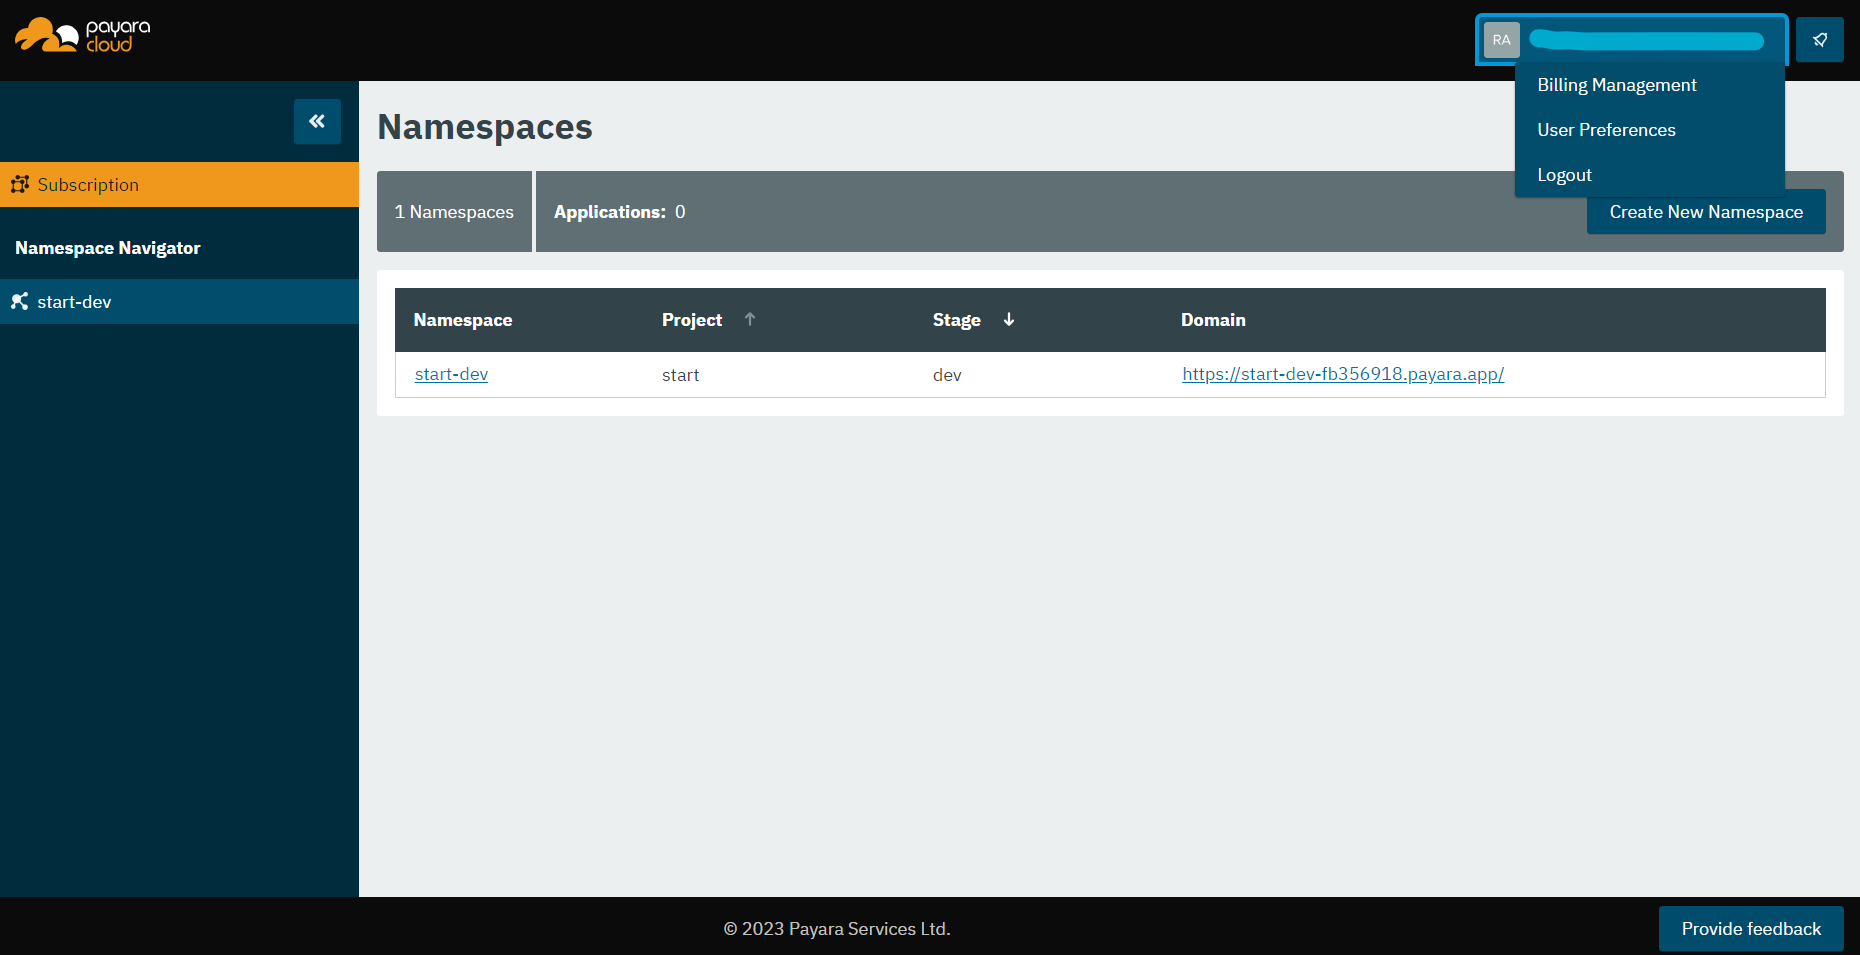 payara
cloud
RA
Billing Management
User Preferences
Logout
Namespaces
Subscription
1 Namespaces
Applications: 0
Create New Namespace
Namespace Navigator
start-dev
Namespace Project Stage Domain
start-dev start dev https://start-dev-fb356918.payara.app/
© 2023 Payara Services Ltd.
Provide feedback